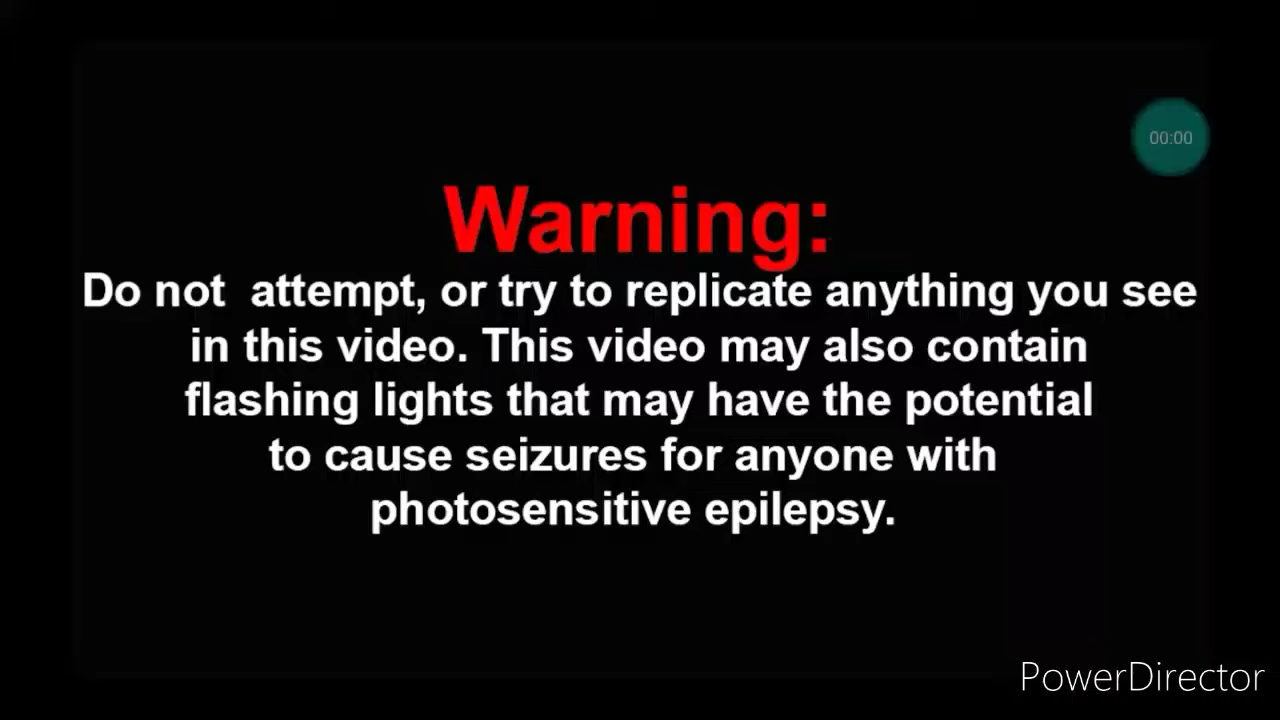 00:00
Warning:
Do not  attempt, or try to replicate anything you see
in this video. This video may also contain
flashing lights that may have the potential
to cause seizures for anyone with
photosensitive epilepsy.
PowerDirector